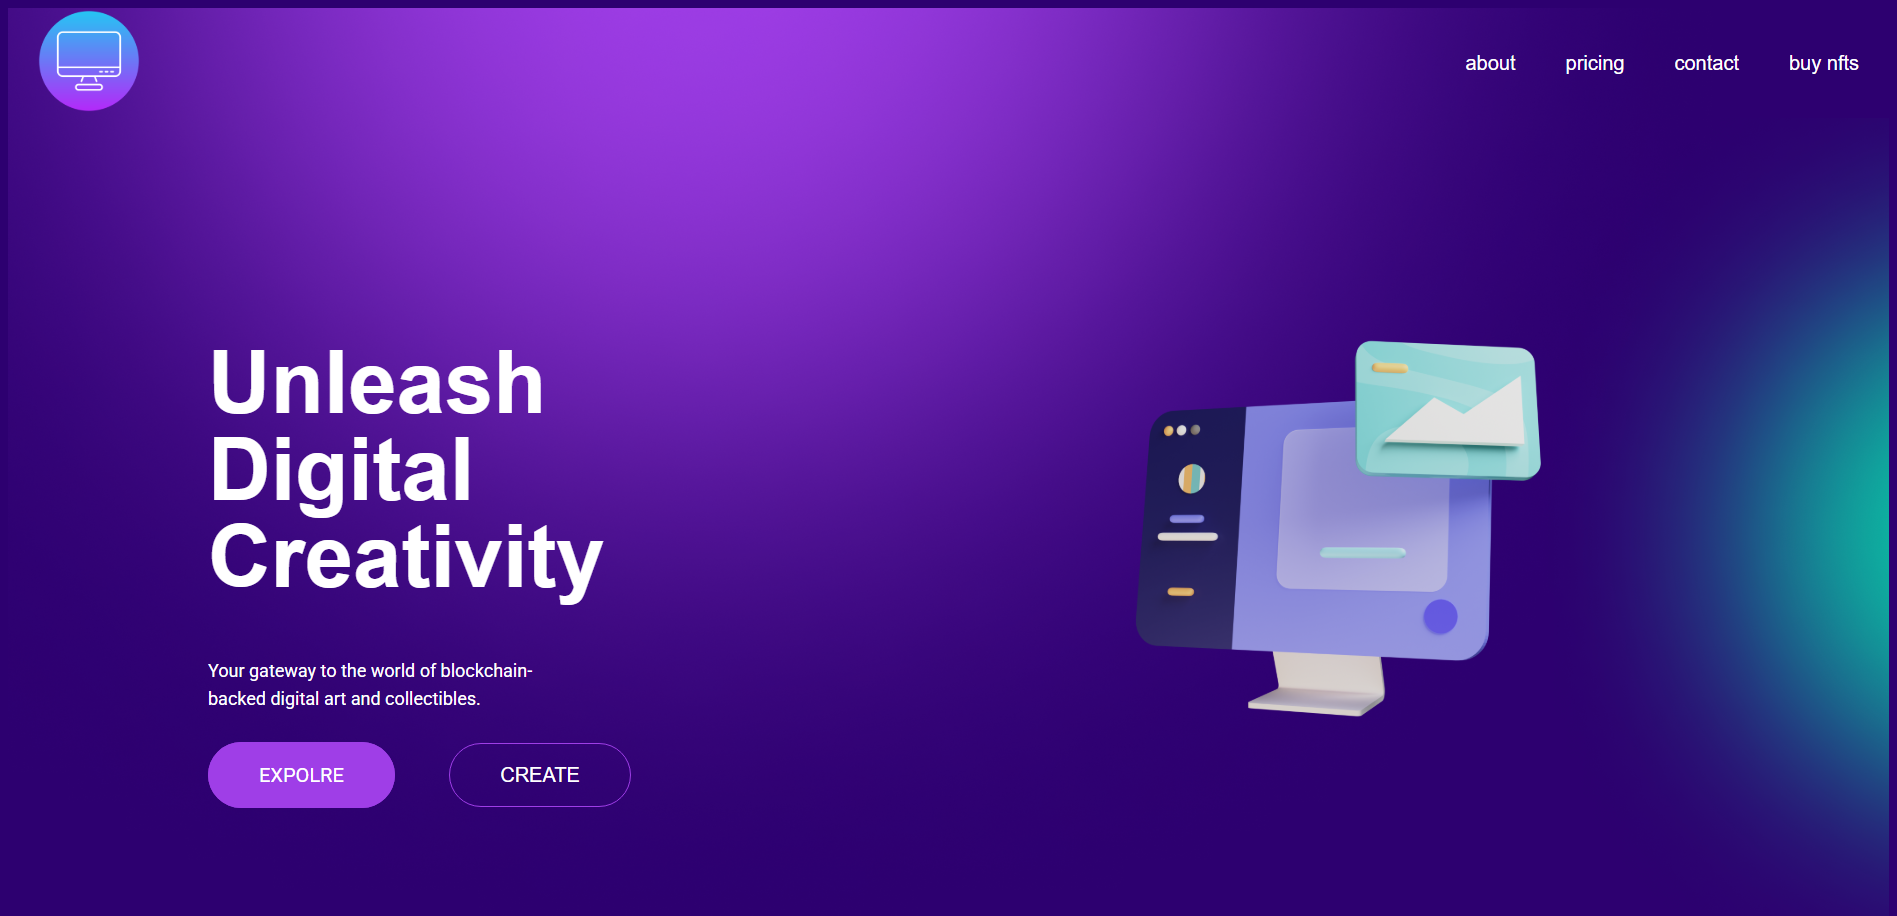 about
pricing
contact
buy nfts
Unleash
Digital
Creativity
Your gateway to the world of blockchain-
backed digital art and collectibles.
EXPOLRE
CREATE